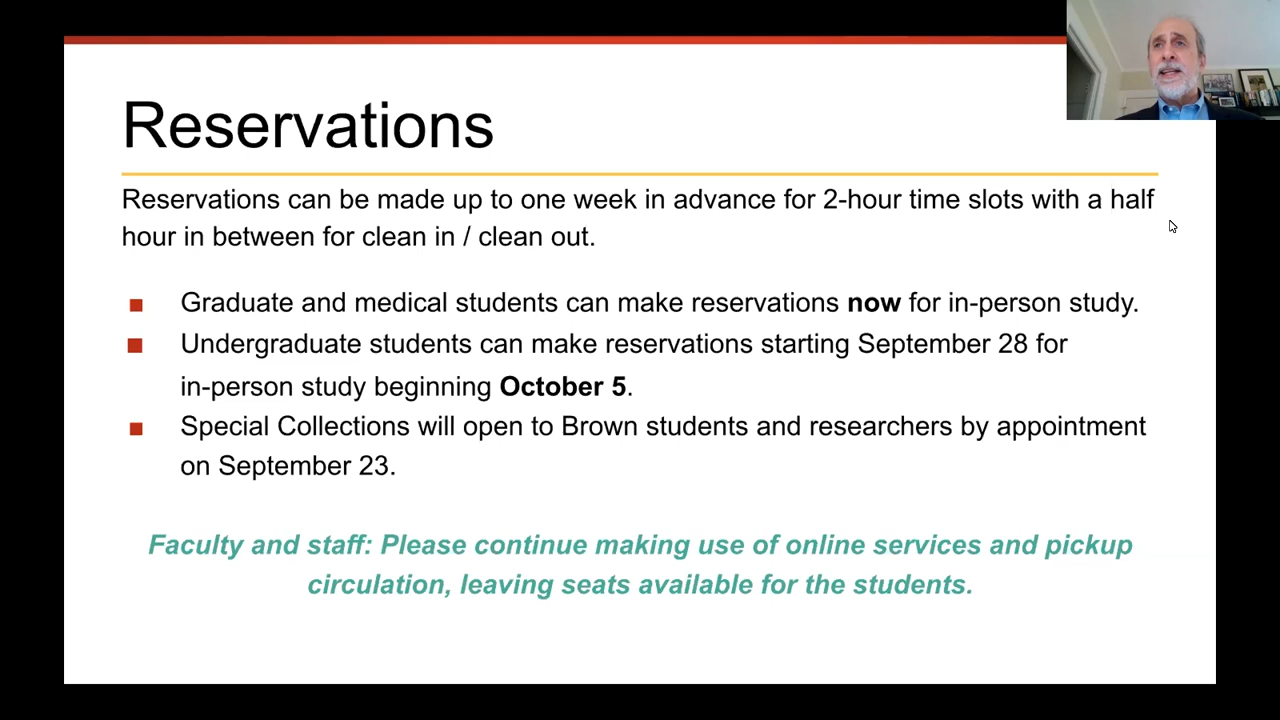 Reservations
Reservations can be made up to one week in advance for 2-hour time slots with a half
hour in between for clean in / clean out.
■ Graduate and medical students can make reservations now for in-person study.
■ Undergraduate students can make reservations starting September 28 for
in-person study beginning October 5.
■ Special Collections will open to Brown students and researchers by appointment
on September 23.
Faculty and staff: Please continue making use of online services and pickup
circulation, leaving seats available for the students.